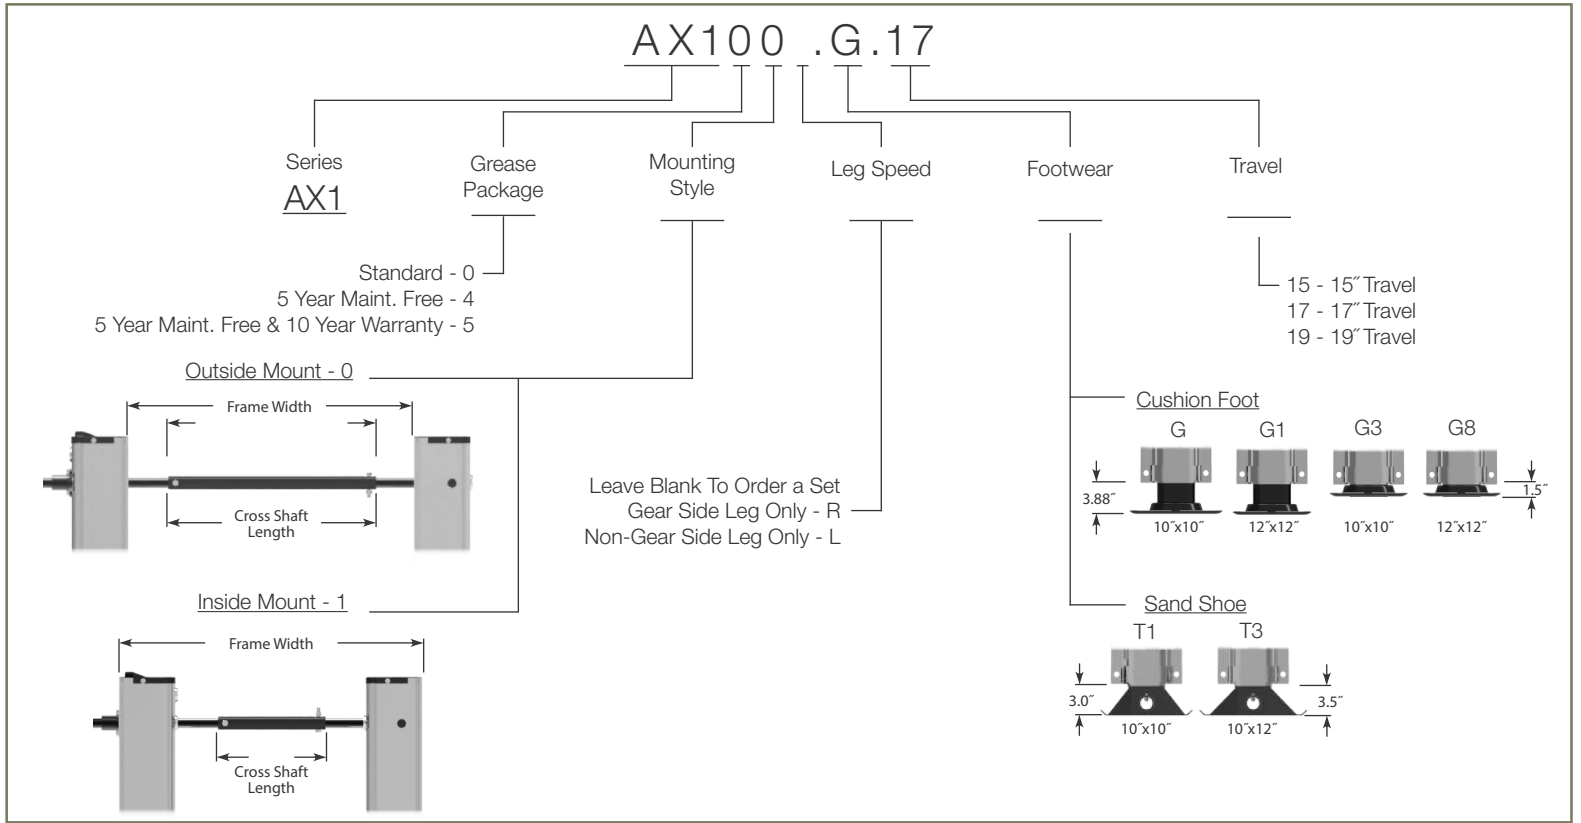 AX100 .G.17
Series
AX1
Grease
Package
Mounting
Style
Leg Speed
Footwear
Travel
Standard - 0
5 Year Maint. Free - 4
5 Year Maint. Free & 10 Year Warranty - 5
15 - 15˝ Travel
17 - 17˝ Travel
19 - 19˝ Travel
Outside Mount - 0
Frame Width
Cross Shaft
Length
Leave Blank To Order a Set
Gear Side Leg Only - R
Non-Gear Side Leg Only - L
Cushion Foot
G G1 G3 G8
3.88˝
1.5˝
10˝x10˝ 12˝x12˝ 10˝x10˝ 12˝x12˝
Inside Mount - 1
Frame Width
Cross Shaft
Length
Sand Shoe
T1 T3
3.0˝
3.5˝
10˝x10˝ 10˝x12˝